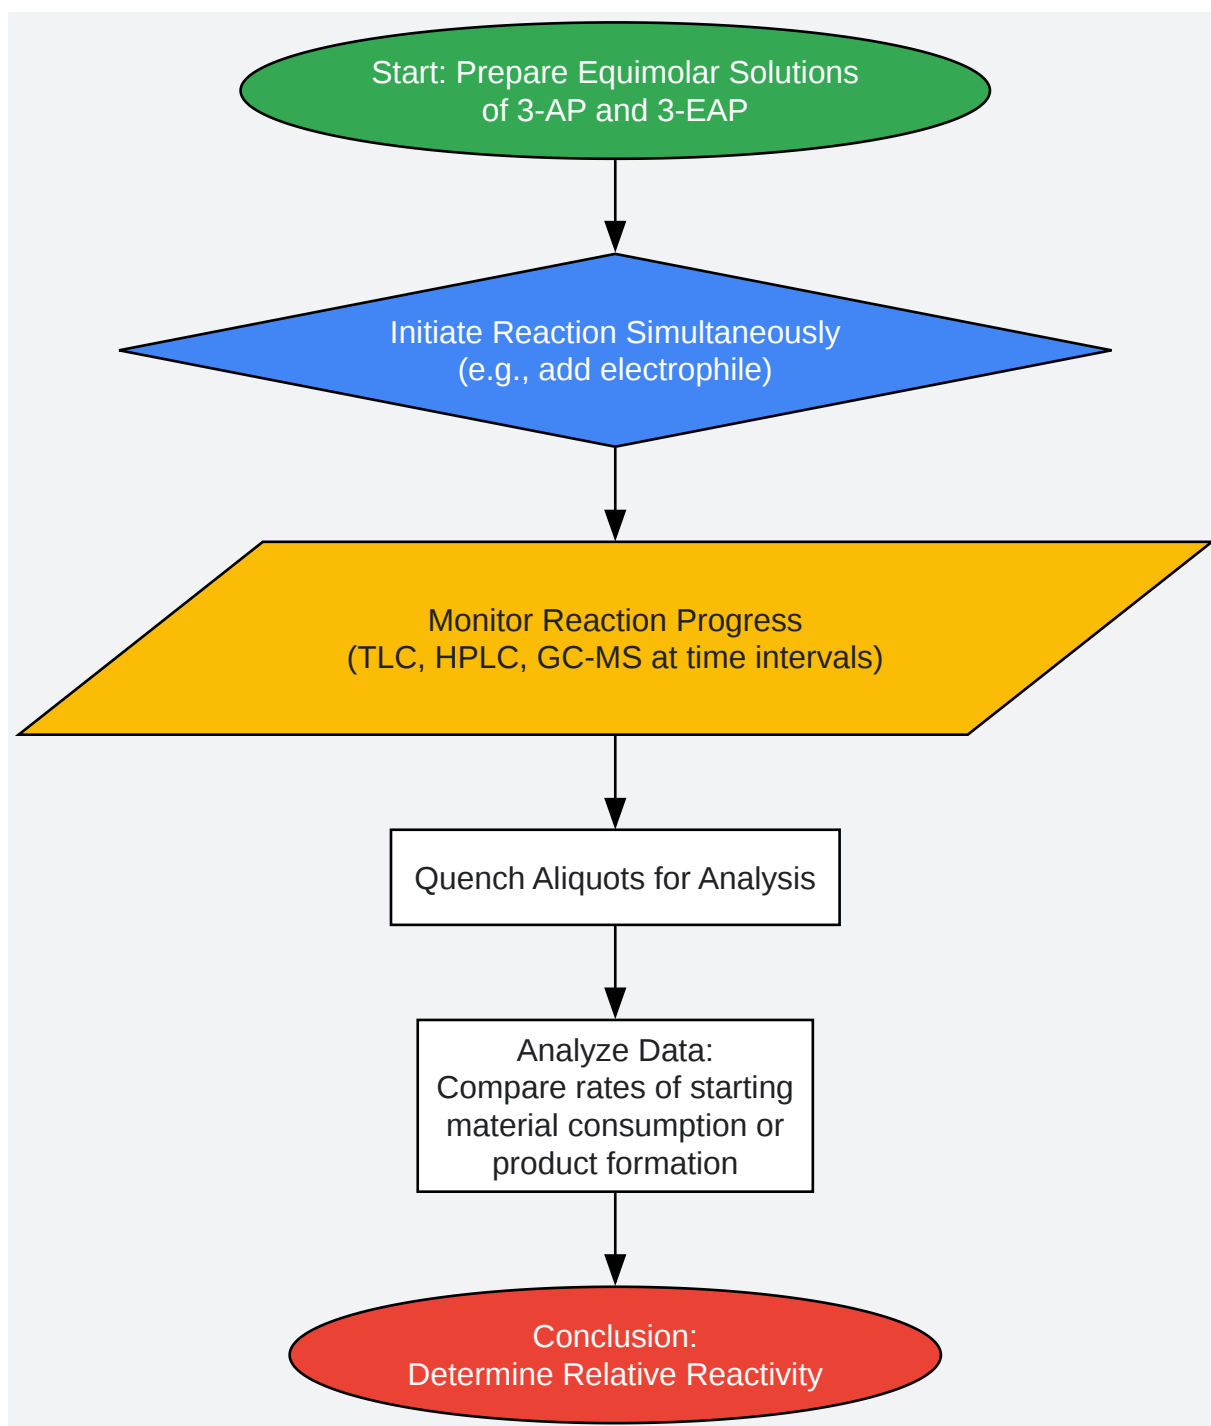 Start: Prepare Equimolar Solutions
of 3-AP and 3-EAP
Initiate Reaction Simultaneously
(e.g., add electrophile)
Monitor Reaction Progress
(TLC, HPLC, GC-MS at time intervals)
Quench Aliquots for Analysis
Analyze Data:
Compare rates of starting
material consumption or
product formation
Conclusion:
Determine Relative Reactivity